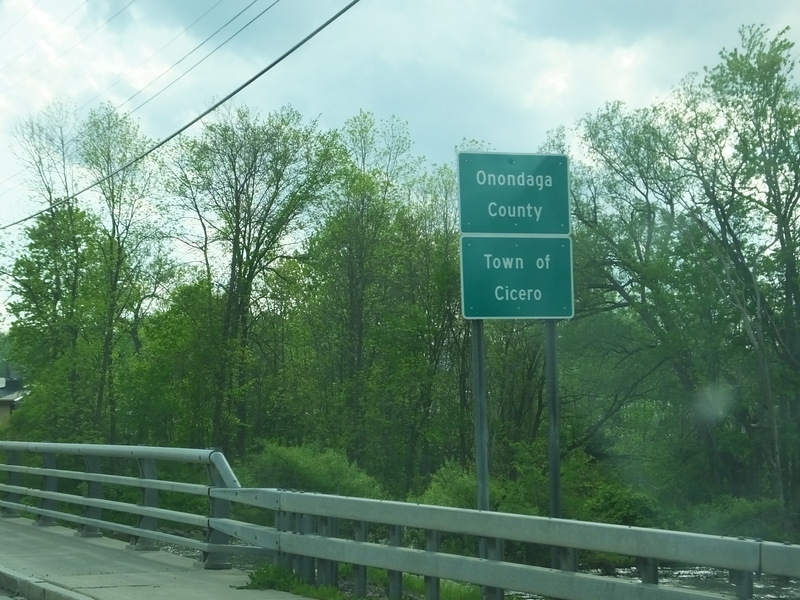 Onondaga
County
Town of
Cicero